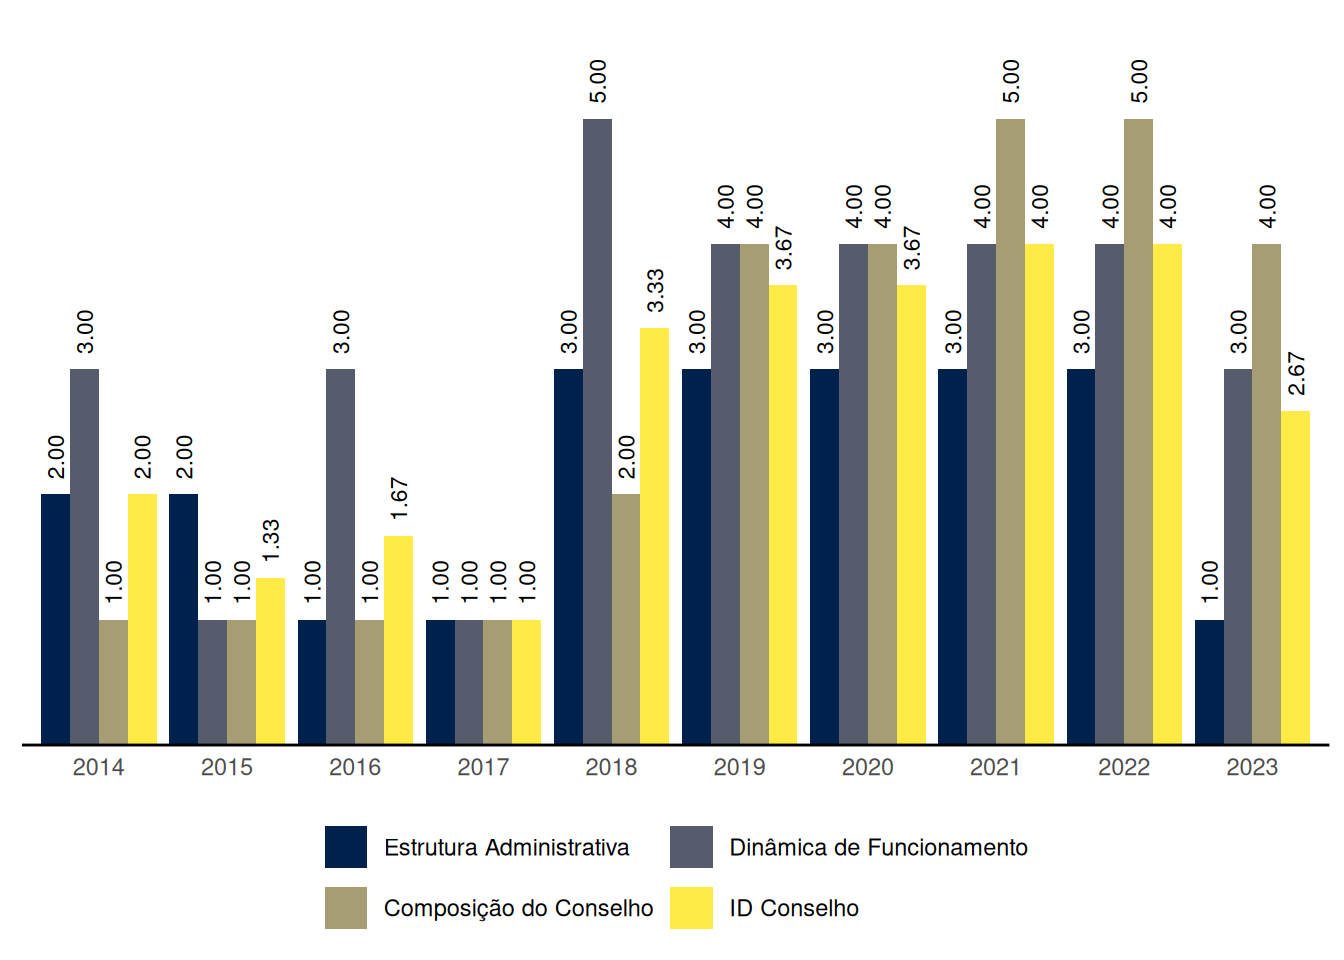 2.00 3.00 1.00 2.00
2.00 1.00 1.00 1.33
1.00 3.00 1.00 1.67
1.00 1.00 1.00 1.00
3.00 5.00 2.00 3.33
3.00 4.00 4.00 3.67
3.00 4.00 4.00 3.67
3.00 4.00 5.00 4.00
3.00 4.00 5.00 4.00
1.00 3.00 4.00 2.67
2014 2015 2016 2017 2018 2019 2020 2021 2022 2023
Estrutura Administrativa Dinâmica de Funcionamento
Composição do Conselho ID Conselho